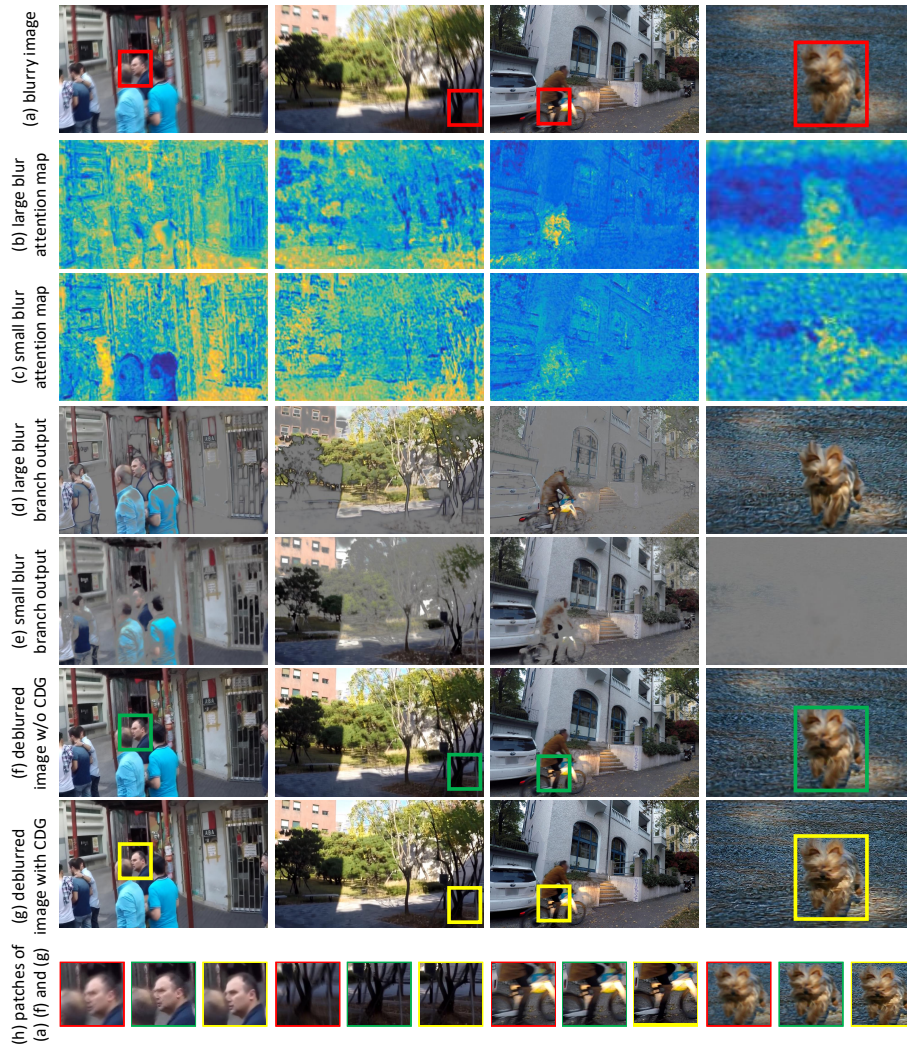 (a) blurry image
(b) large blur
attention map
(c) small blur
attention map
(d) large blur
branch output
(e) small blur
branch output
(f) deblurred
image w/o CDG
(g) deblurred
image with CDG
(h) patches of
(a) (f) and (g)